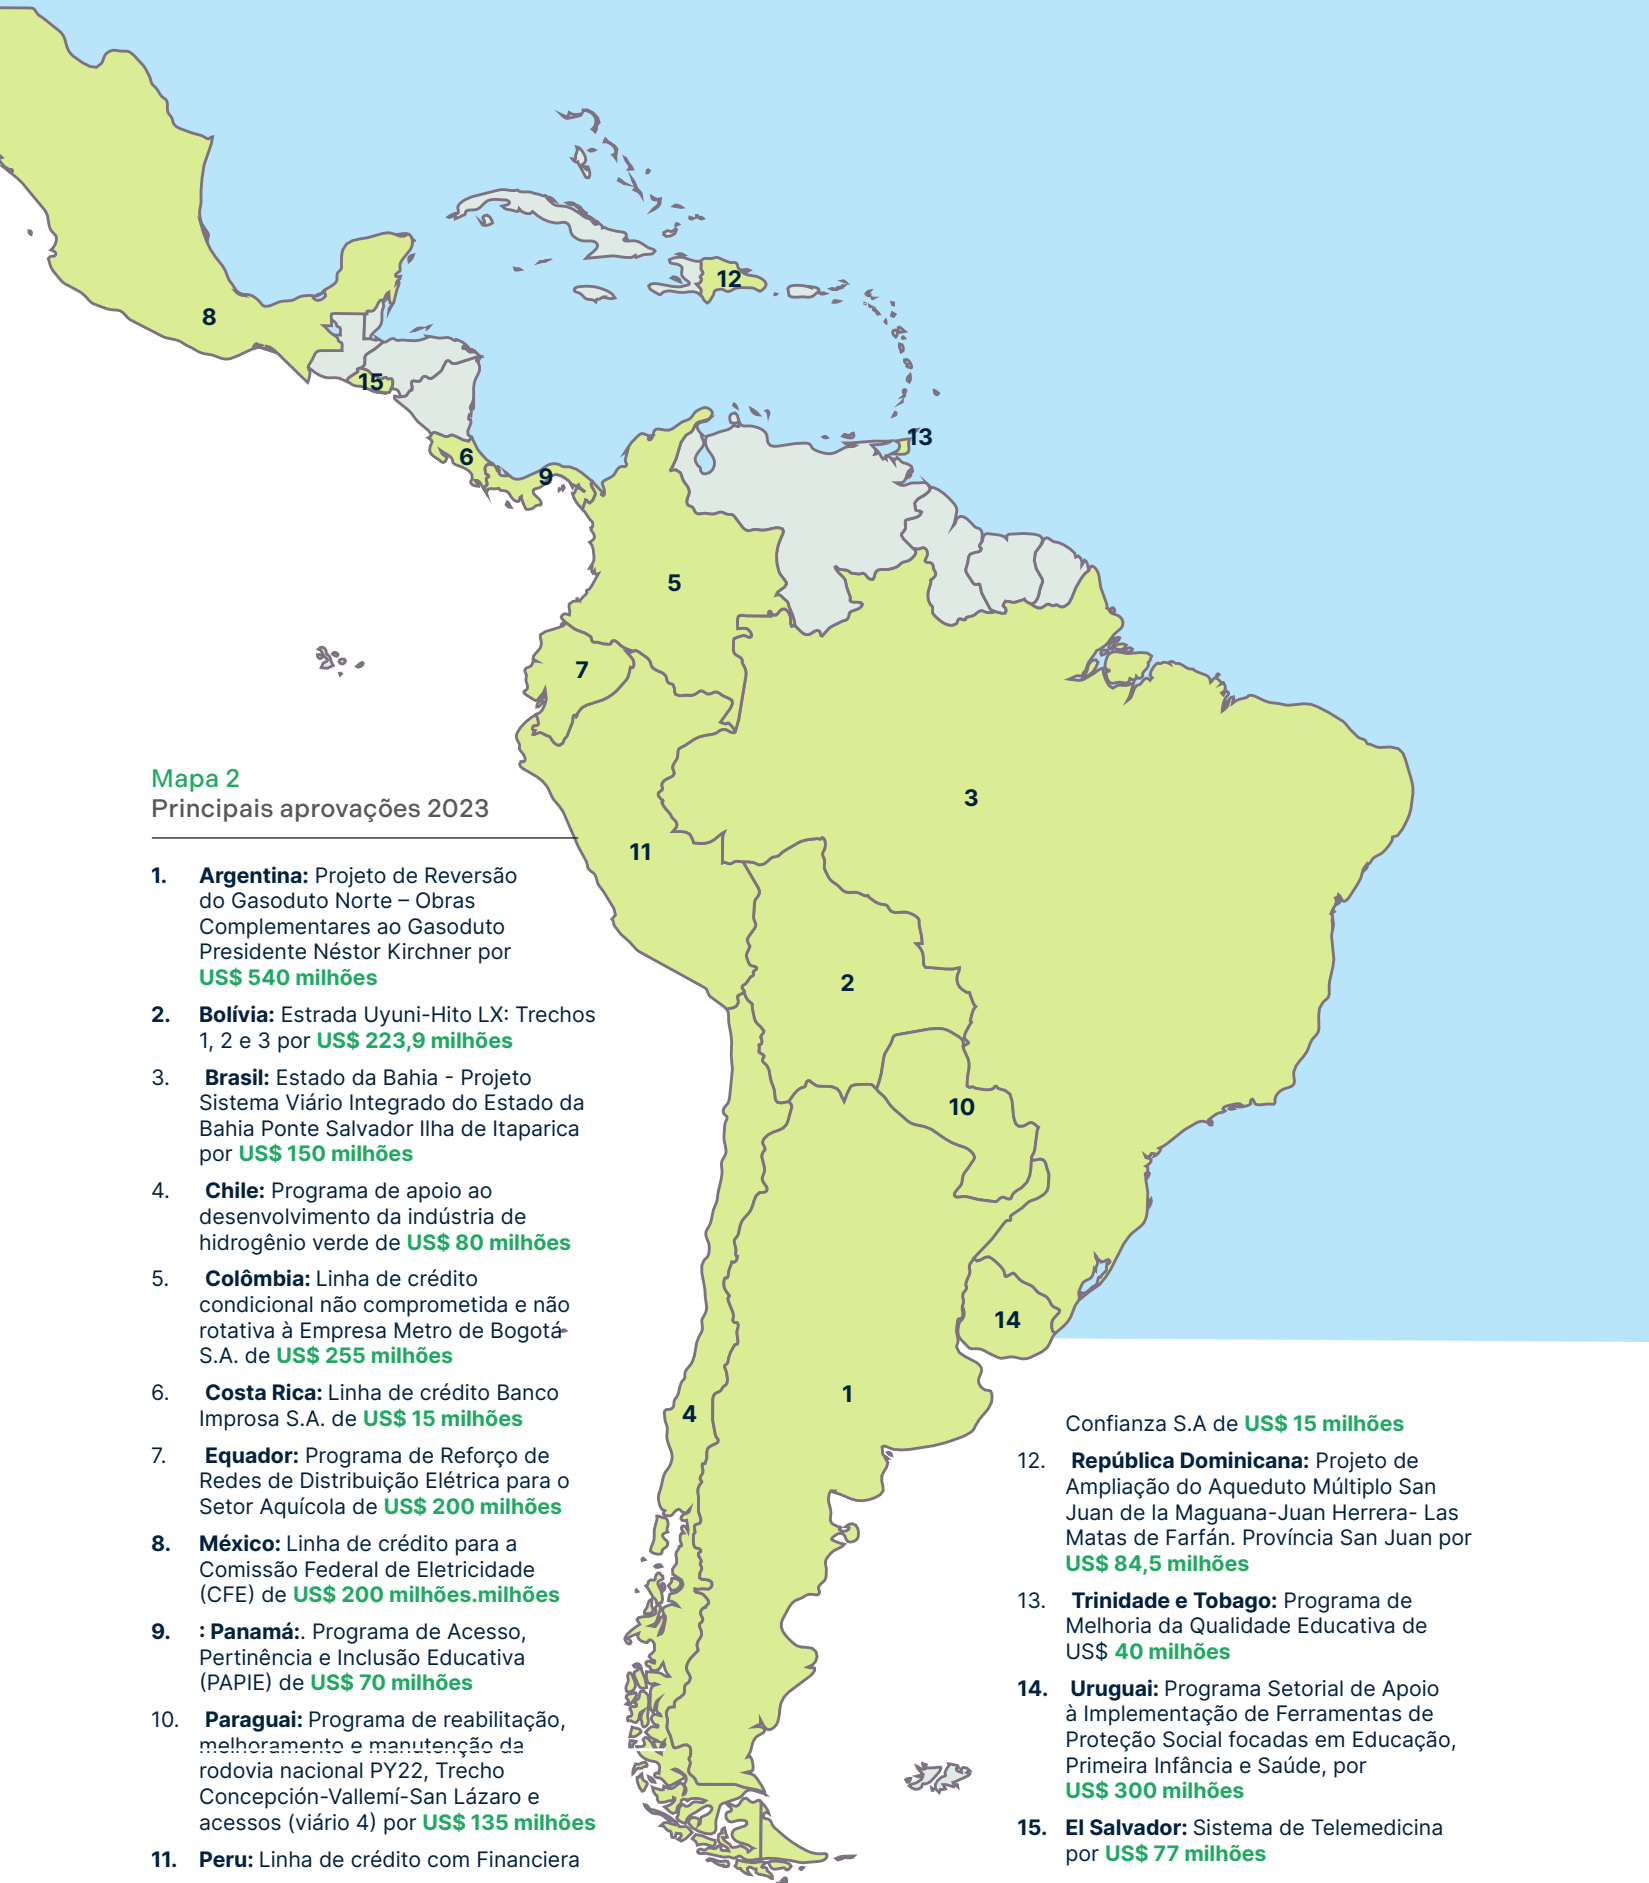 12
8
15
13
6
9
5
7
3
11
2
10
14
1
4
Mapa 2
Principais aprovações 2023
1. Argentina: Projeto de Reversão
do Gasoduto Norte – Obras
Complementares ao Gasoduto
Presidente Néstor Kirchner por
US$ 540 milhões
2. Bolívia: Estrada Uyuni-Hito LX: Trechos
1, 2 e 3 por US$ 223,9 milhões
3. Brasil: Estado da Bahia - Projeto
Sistema Viário Integrado do Estado da
Bahia Ponte Salvador Ilha de Itaparica
por US$ 150 milhões
4. Chile: Programa de apoio ao
desenvolvimento da indústria de
hidrogênio verde de US$ 80 milhões
5. Colômbia: Linha de crédito
condicional não comprometida e não
rotativa à Empresa Metro de Bogotá
S.A. de US$ 255 milhões
6. Costa Rica: Linha de crédito Banco
Improsa S.A. de US$ 15 milhões
7. Equador: Programa de Reforço de
Redes de Distribuição Elétrica para o
Setor Aquícola de US$ 200 milhões
8. México: Linha de crédito para a
Comissão Federal de Eletricidade
(CFE) de US$ 200 milhões.milhões
9. : Panamá:. Programa de Acesso,
Pertinência e Inclusão Educativa
(PAPIE) de US$ 70 milhões
10. Paraguai: Programa de reabilitação,
melhoramento e manutenção da
rodovia nacional PY22, Trecho
Concepción-Vallemí-San Lázaro e
acessos (viário 4) por US$ 135 milhões
11. Peru: Linha de crédito com Financiera
Confianza S.A de US$ 15 milhões
12. República Dominicana: Projeto de
Ampliação do Aqueduto Múltiplo San
Juan de la Maguana-Juan Herrera- Las
Matas de Farfán. Província San Juan por
US$ 84,5 milhões
13. Trinidade e Tobago: Programa de
Melhoria da Qualidade Educativa de
US$ 40 milhões
14. Uruguai: Programa Setorial de Apoio
à Implementação de Ferramentas de
Proteção Social focadas em Educação,
Primeira Infância e Saúde, por
US$ 300 milhões
15. El Salvador: Sistema de Telemedicina
por US$ 77 milhões